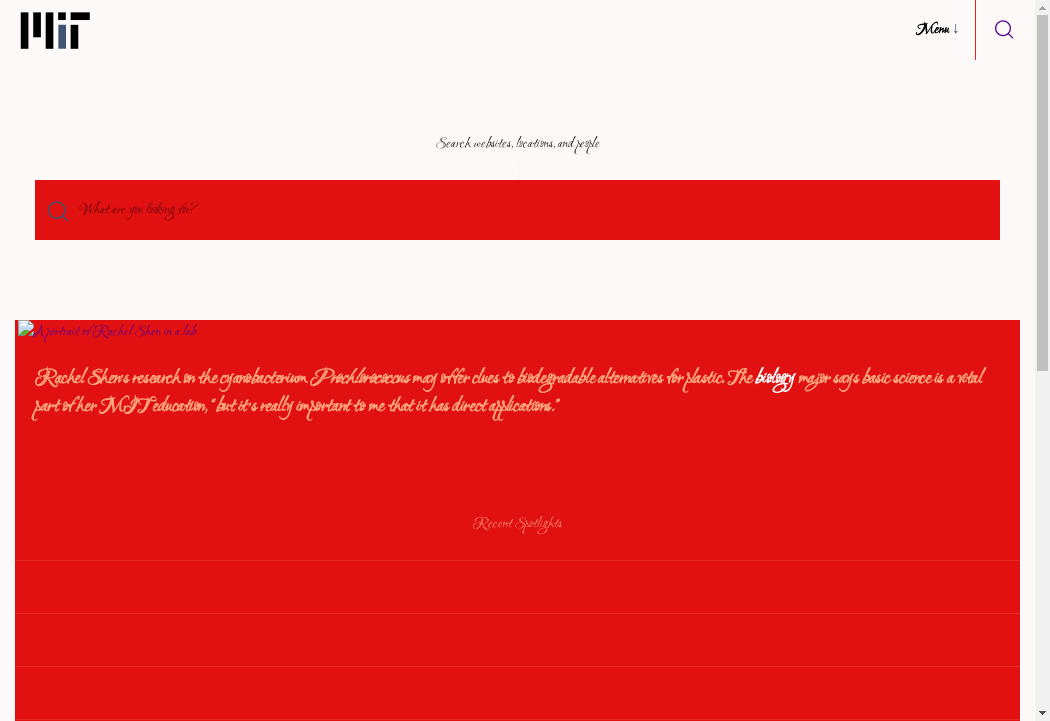 MIT
Menu ↓
Search websites, locations, and people
What are you looking for?
A portrait of Rachel Shen in a lab
Rachel Shen's research on the cyanobacterium Prochlorococcus may offer clues to biodegradable alternatives for plastic. The biology major says basic science is a vital
part of her MIT education, “but it's really important to me that it has direct applications.”
Recent Spotlights